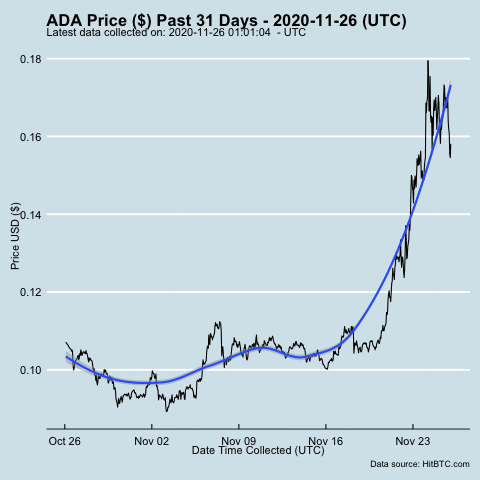 ADA Price ($) Past 31 Days - 2020-11-26 (UTC)
Latest data collected on: 2020-11-26 01:01:04 - UTC
Price USD ($)
0.18
0.16
0.14
0.12
0.10
Oct 26 Nov 02 Nov 09 Nov 16 Nov 23
Date Time Collected (UTC)
Data source: HitBTC.com